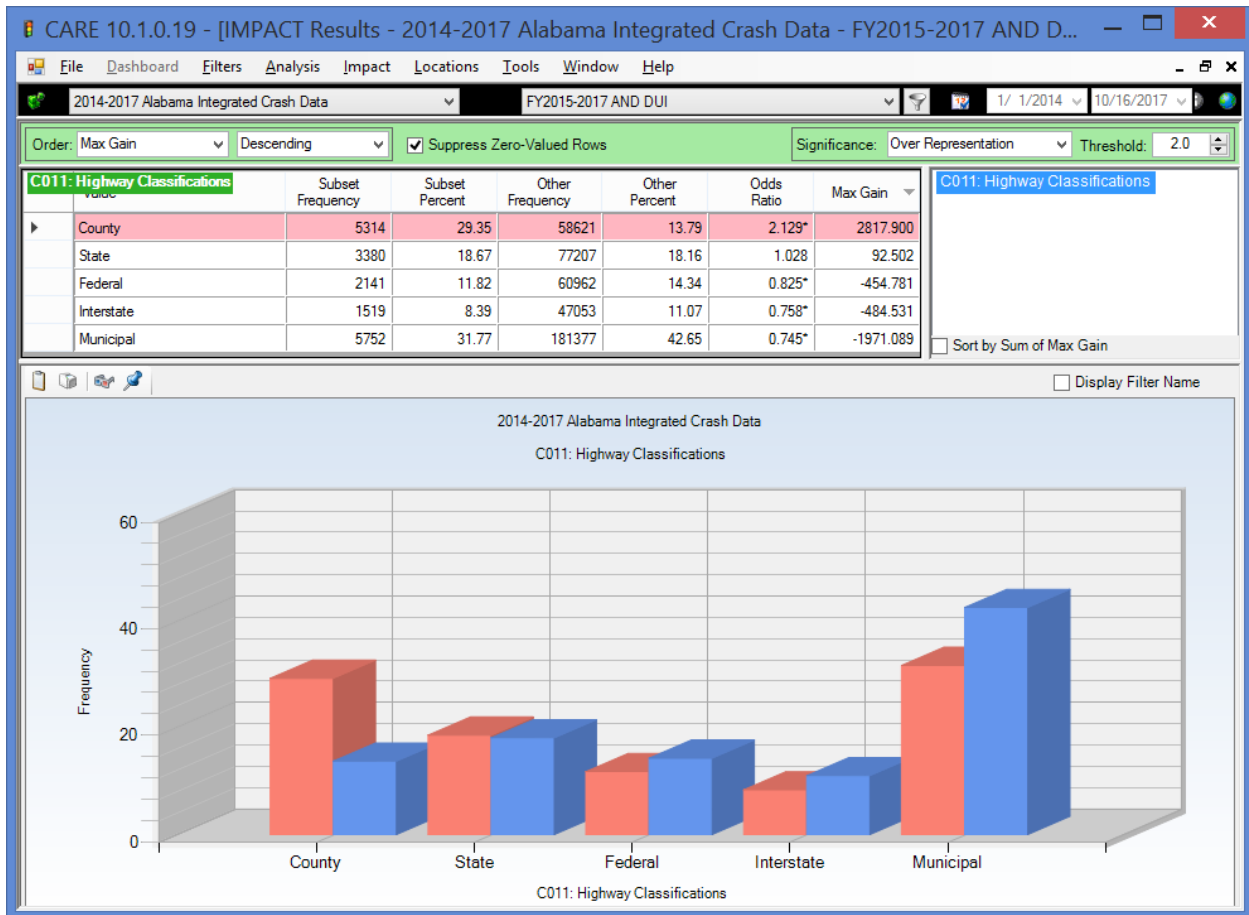 CARE 10.1.0.19 - [IMPACT Results - 2014-2017 Alabama Integrated Crash Data - FY2015-2017 AND D...
File Dashboard Filters Analysis Impact Locations Tools Window Help
2014-2017 Alabama Integrated Crash Data FY2015-2017 AND DUI 1/ 1/2014 10/16/2017
Order: Max Gain Descending Suppress Zero-Valued Rows Significance: Over Representation Threshold: 2.0
C011: Highway Classifications Subset Frequency Subset Percent Other Frequency Other Percent Odds Ratio Max Gain
County 5314 29.35 58621 13.79 2.129* 2817.900
State 3380 18.67 77207 18.16 1.028 92.502
Federal 2141 11.82 60962 14.34 0.825* -454.781
Interstate 1519 8.39 47053 11.07 0.758* -484.531
Municipal 5752 31.77 181377 42.65 0.745* -1971.089
C011: Highway Classifications
Sort by Sum of Max Gain
Display Filter Name
2014-2017 Alabama Integrated Crash Data
C011: Highway Classifications
Frequency
60
40
20
0
County State Federal Interstate Municipal
C011: Highway Classifications